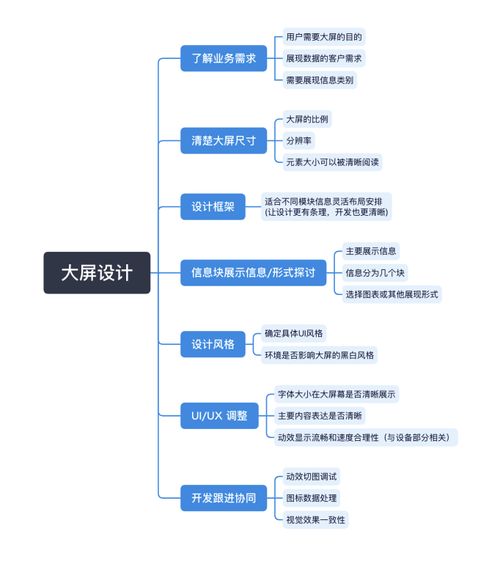 大屏设计
了解业务需求
用户需要大屏的目的
展现数据的客户需求
需要展现信息类别
清楚大屏尺寸
大屏的比例
分辨率
元素大小可以被清晰阅读
设计框架
适合不同模块信息灵活布局安排
(让设计更有条理，开发也更清晰)
信息块展示信息/形式探讨
主要展示信息
信息分为几个块
选择图表或其他展现形式
设计风格
确定具体UI风格
环境是否影响大屏的黑白风格
UI/UX 调整
字体大小在大屏幕是否清晰展示
主要内容表达是否清晰
动效显示流畅和速度合理性（与设备部分相关）
开发跟进协同
动效切图调试
图标数据处理
视觉效果一致性